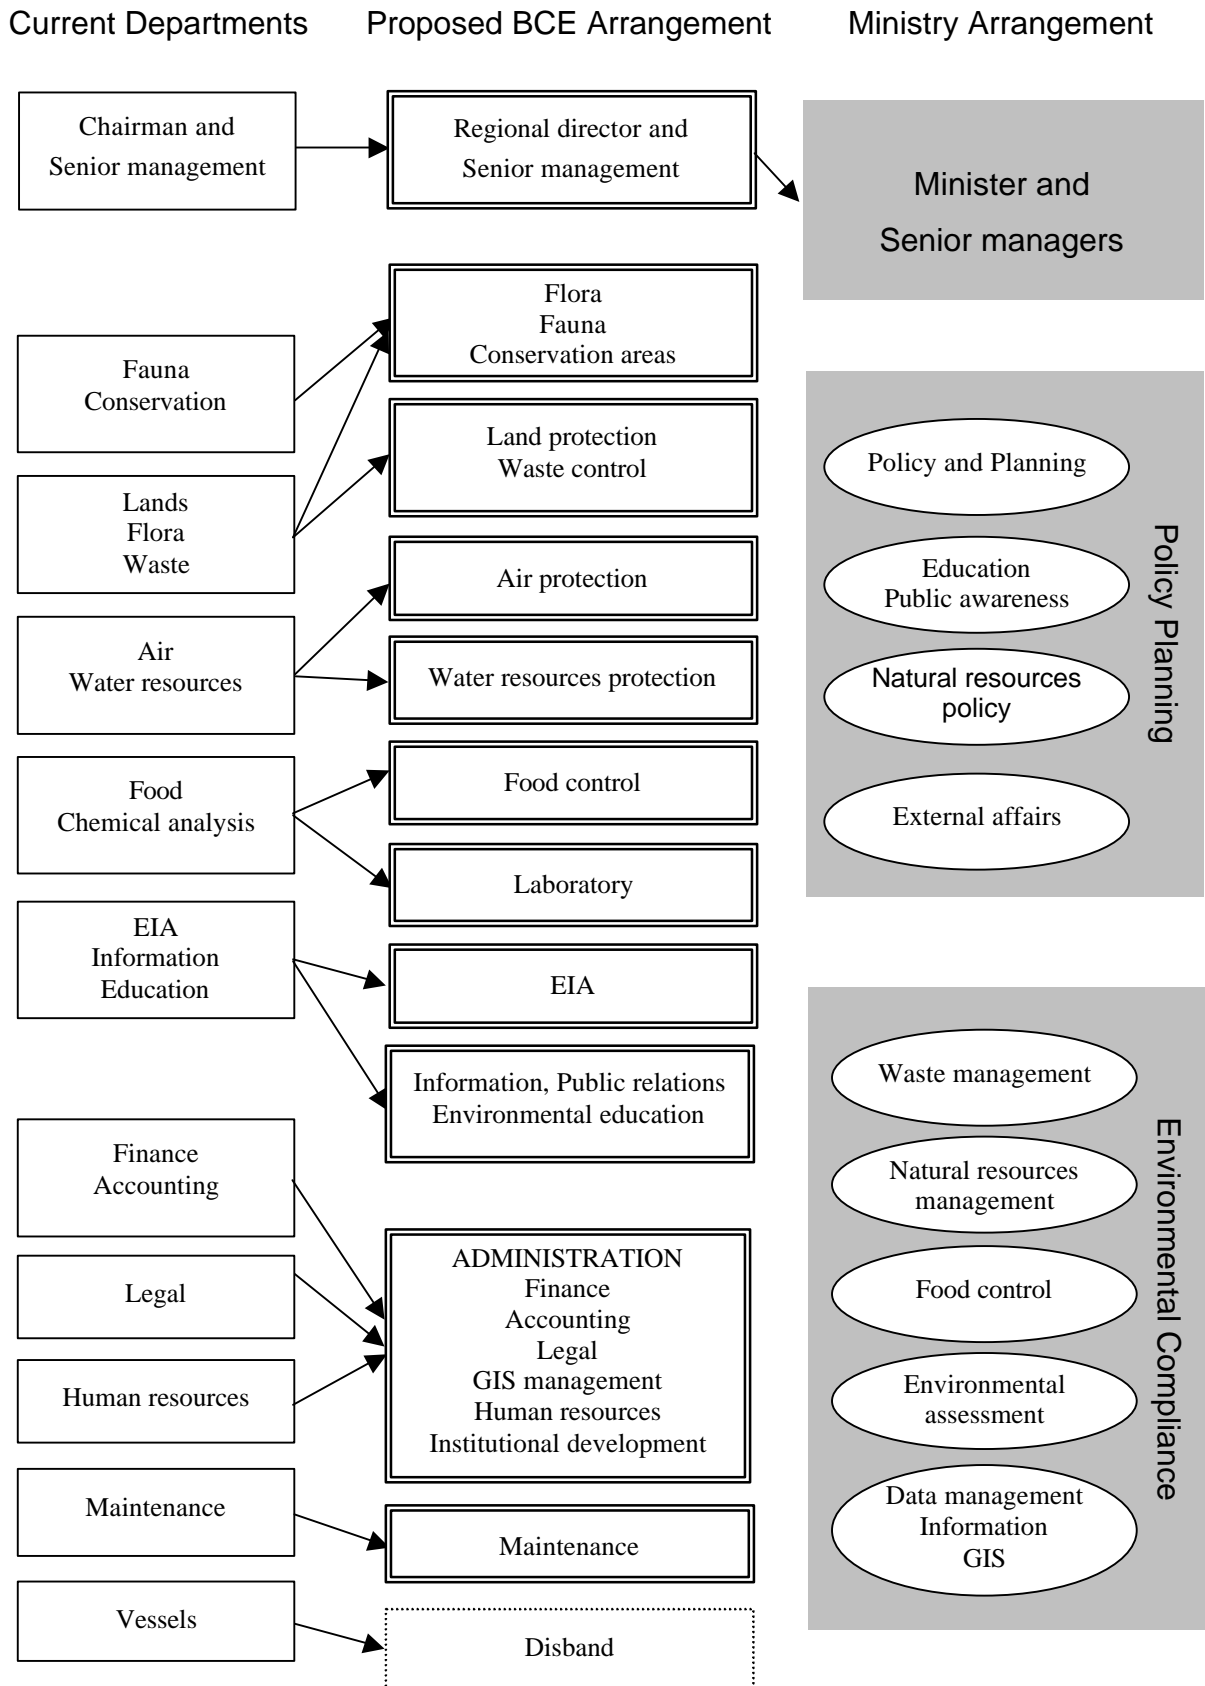 Current Departments
Proposed BCE Arrangement
Ministry Arrangement
Chairman and
Senior management
Fauna
Conservation
Lands
Flora
Waste
Air
Water resources
Food
Chemical analysis
EIA
Information
Education
Finance
Accounting
Legal
Human resources
Maintenance
Vessels
Regional director and
Senior management
Flora
Fauna
Conservation areas
Land protection
Waste control
Air protection
Water resources protection
Food control
Laboratory
EIA
Information, Public relations
Environmental education
ADMINISTRATION
Finance
Accounting
Legal
GIS management
Human resources
Institutional development
Maintenance
Disband
Minister and
Senior managers
Policy and Planning
Education
Public awareness
Natural resources
policy
External affairs
Policy Planning
Waste management
Natural resources
management
Food control
Environmental
assessment
Data management
Information
GIS
Environmental Compliance